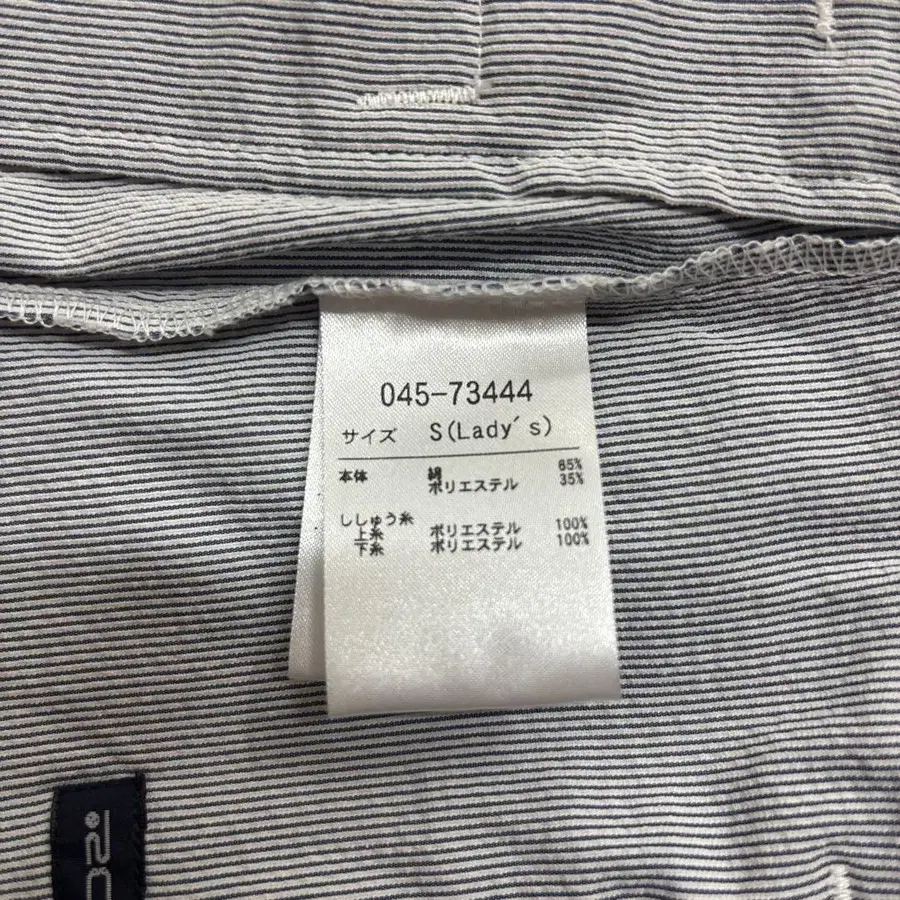 045-73444
サイズ S(Lady's)
本体 綿 65%
ポリエステル 35%
ししゅう糸
上糸 ポリエステル 100%
下糸 ポリエステル 100%